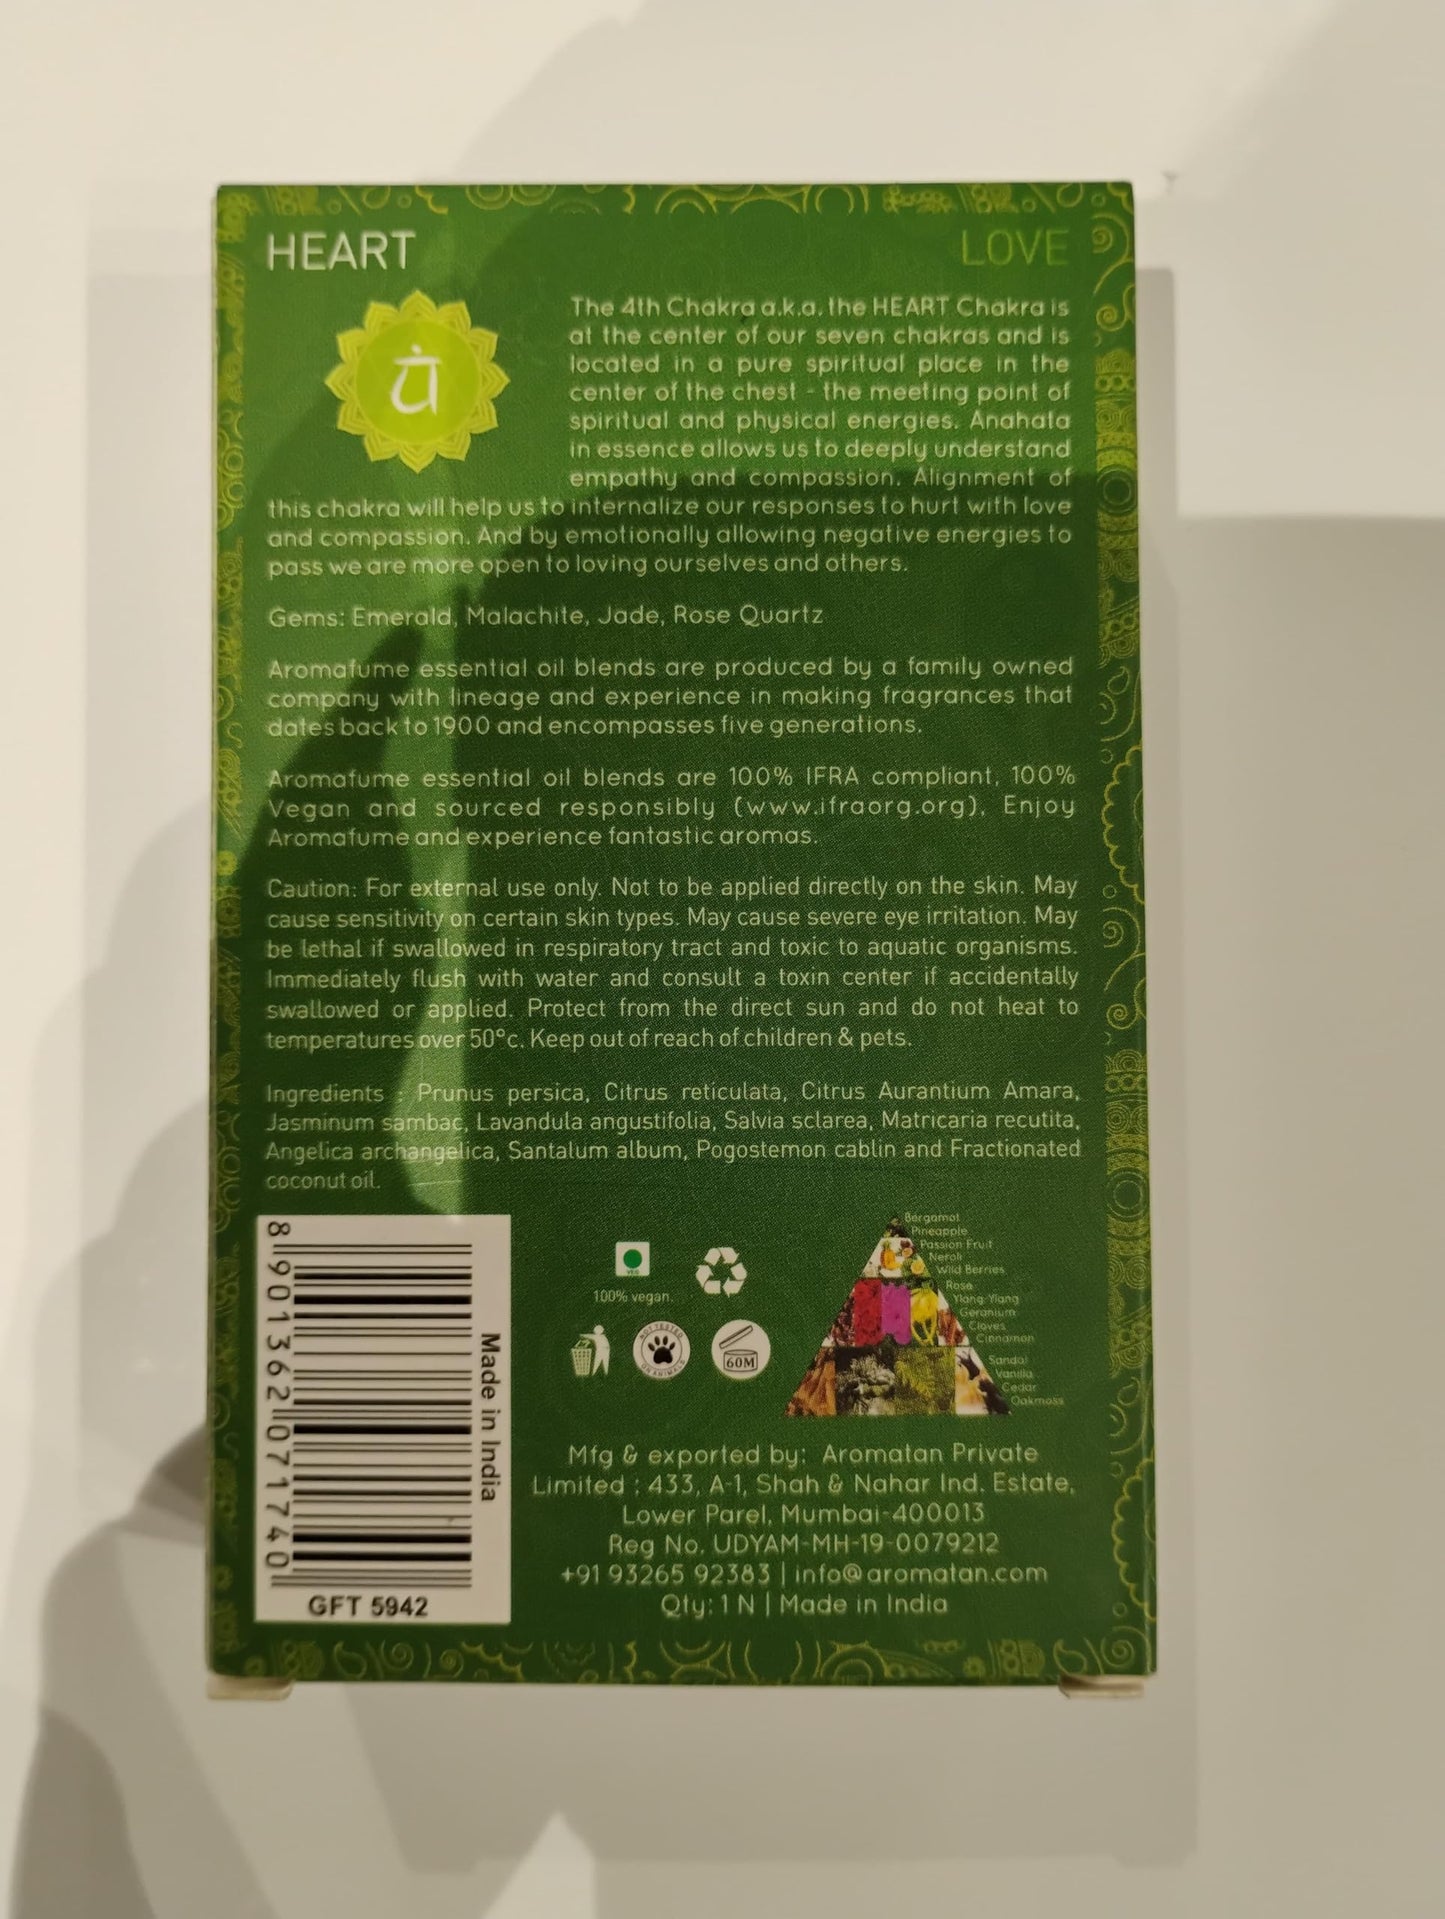 HEART
LOVE
यं
The 4th Chakra a.k.a. the HEART Chakra is
at the center of our seven chakras and is
located in a pure spiritual place in the
center of the chest - the meeting point of
spiritual and physical energies. Anahata
in essence allows us to deeply understand
empathy and compassion. Alignment of
this chakra will help us to internalize our responses to hurt with love
and compassion. And by emotionally allowing negative energies to
pass we are more open to loving ourselves and others.
Gems: Emerald, Malachite, Jade, Rose Quartz
Aromafume essential oil blends are produced by a family owned
company with lineage and experience in making fragrances that
dates back to 1900 and encompasses five generations.
Aromafume essential oil blends are 100% IFRA compliant, 100%
Vegan and sourced responsibly (www.ifraorg.org), Enjoy
Aromafume and experience fantastic aromas.
Caution: For external use only. Not to be applied directly on the skin. May
cause sensitivity on certain skin types. May cause severe eye irritation. May
be lethal if swallowed in respiratory tract and toxic to aquatic organisms.
Immediately flush with water and consult a toxin center if accidentally
swallowed or applied. Protect from the direct sun and do not heat to
temperatures over 50°c. Keep out of reach of children & pets.
Ingredients : Prunus persica, Citrus reticulata, Citrus Aurantium Amara,
Jasminum sambac, Lavandula angustifolia, Salvia sclarea, Matricaria recutita,
Angelica archangelica, Santalum album, Pogostemon cablin and Fractionated
coconut oil.
8 901362 071740
Made in India
GFT 5942
VEG
100% vegan.
NOT TESTED
ON ANIMALS
60M
Bergamot
Pineapple
Passion Fruit
Neroli
Wild Berries
Rose
Ylang-Ylang
Geranium
Cloves
Cinnamon
Sandal
Vanilla
Cedar
Oakmoss
Mfg & exported by: Aromatan Private
Limited : 433, A-1, Shah & Nahar Ind. Estate,
Lower Parel, Mumbai-400013
Reg No. UDYAM-MH-19-0079212
+91 93265 92383 | info@aromatan.com
Qty: 1 N | Made in India